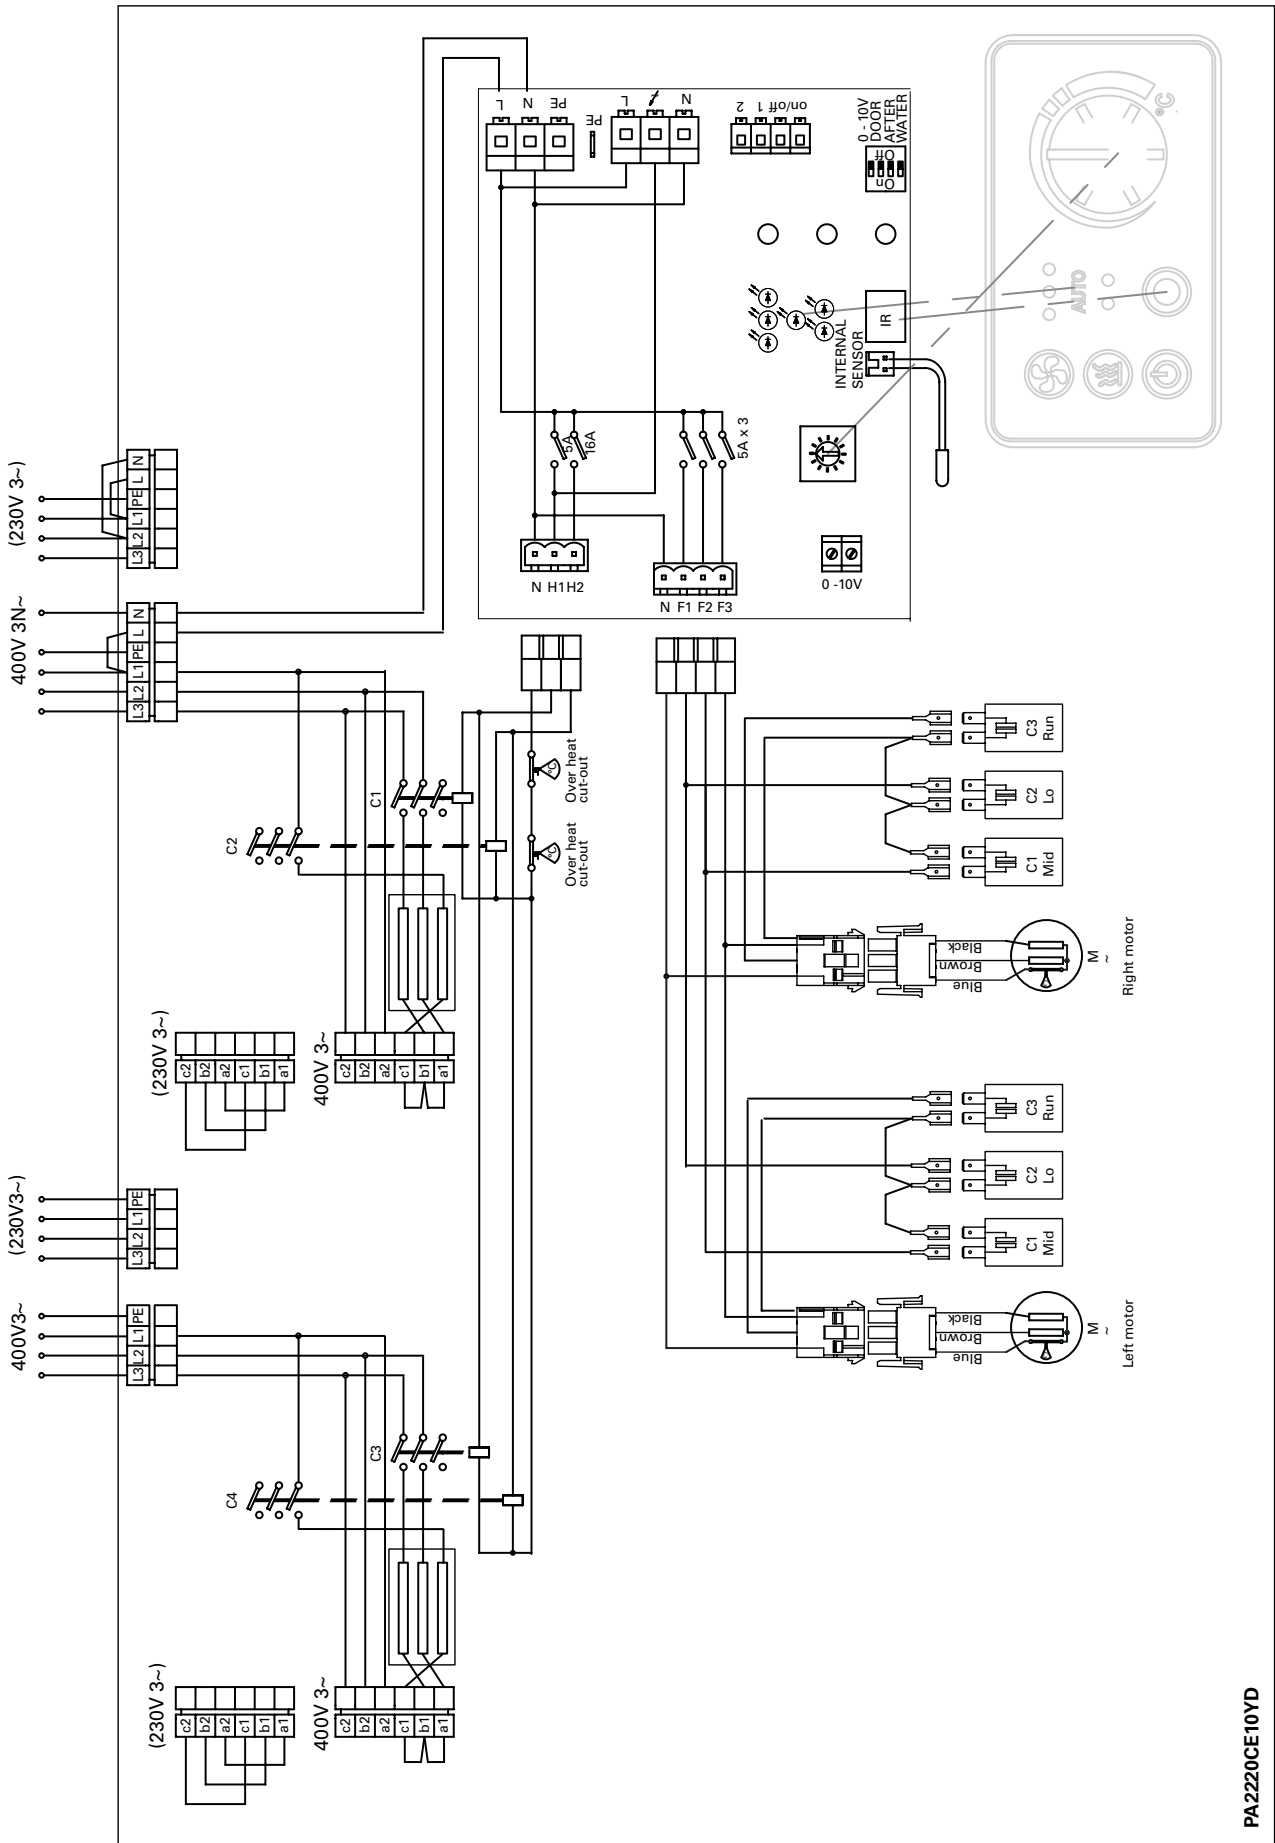 (230V 3~)
L3 L2 L1 PE L N
400V 3N~
L3 L2 L1 PE L N
(230V3~)
L3 L2 L1 PE
400V3~
L3 L2 L1 PE
L
N
PE
PE
L
N
2
1
on/off
0 - 10V
DOOR
AFTER
WATER
Off
On
°C
AUTO
IR
INTERNAL
SENSOR
5A
16A
5A x 3
N H1 H2
N F1 F2 F3
0 -10V
C1
C2
°C
Over heat
cut-out
°C
Over heat
cut-out
(230V 3~)
c2
b2
a2
c1
b1
a1
400V 3~
c2
b2
a2
c1
b1
a1
C3
Run
C2
Lo
C1
Mid
Black
Brown
Blue
M
~
Right motor
C3
C4
(230V 3~)
c2
b2
a2
c1
b1
a1
400V 3~
c2
b2
a2
c1
b1
a1
C3
Run
C2
Lo
C1
Mid
Black
Brown
Blue
M
~
Left motor
PA2220CE10YD